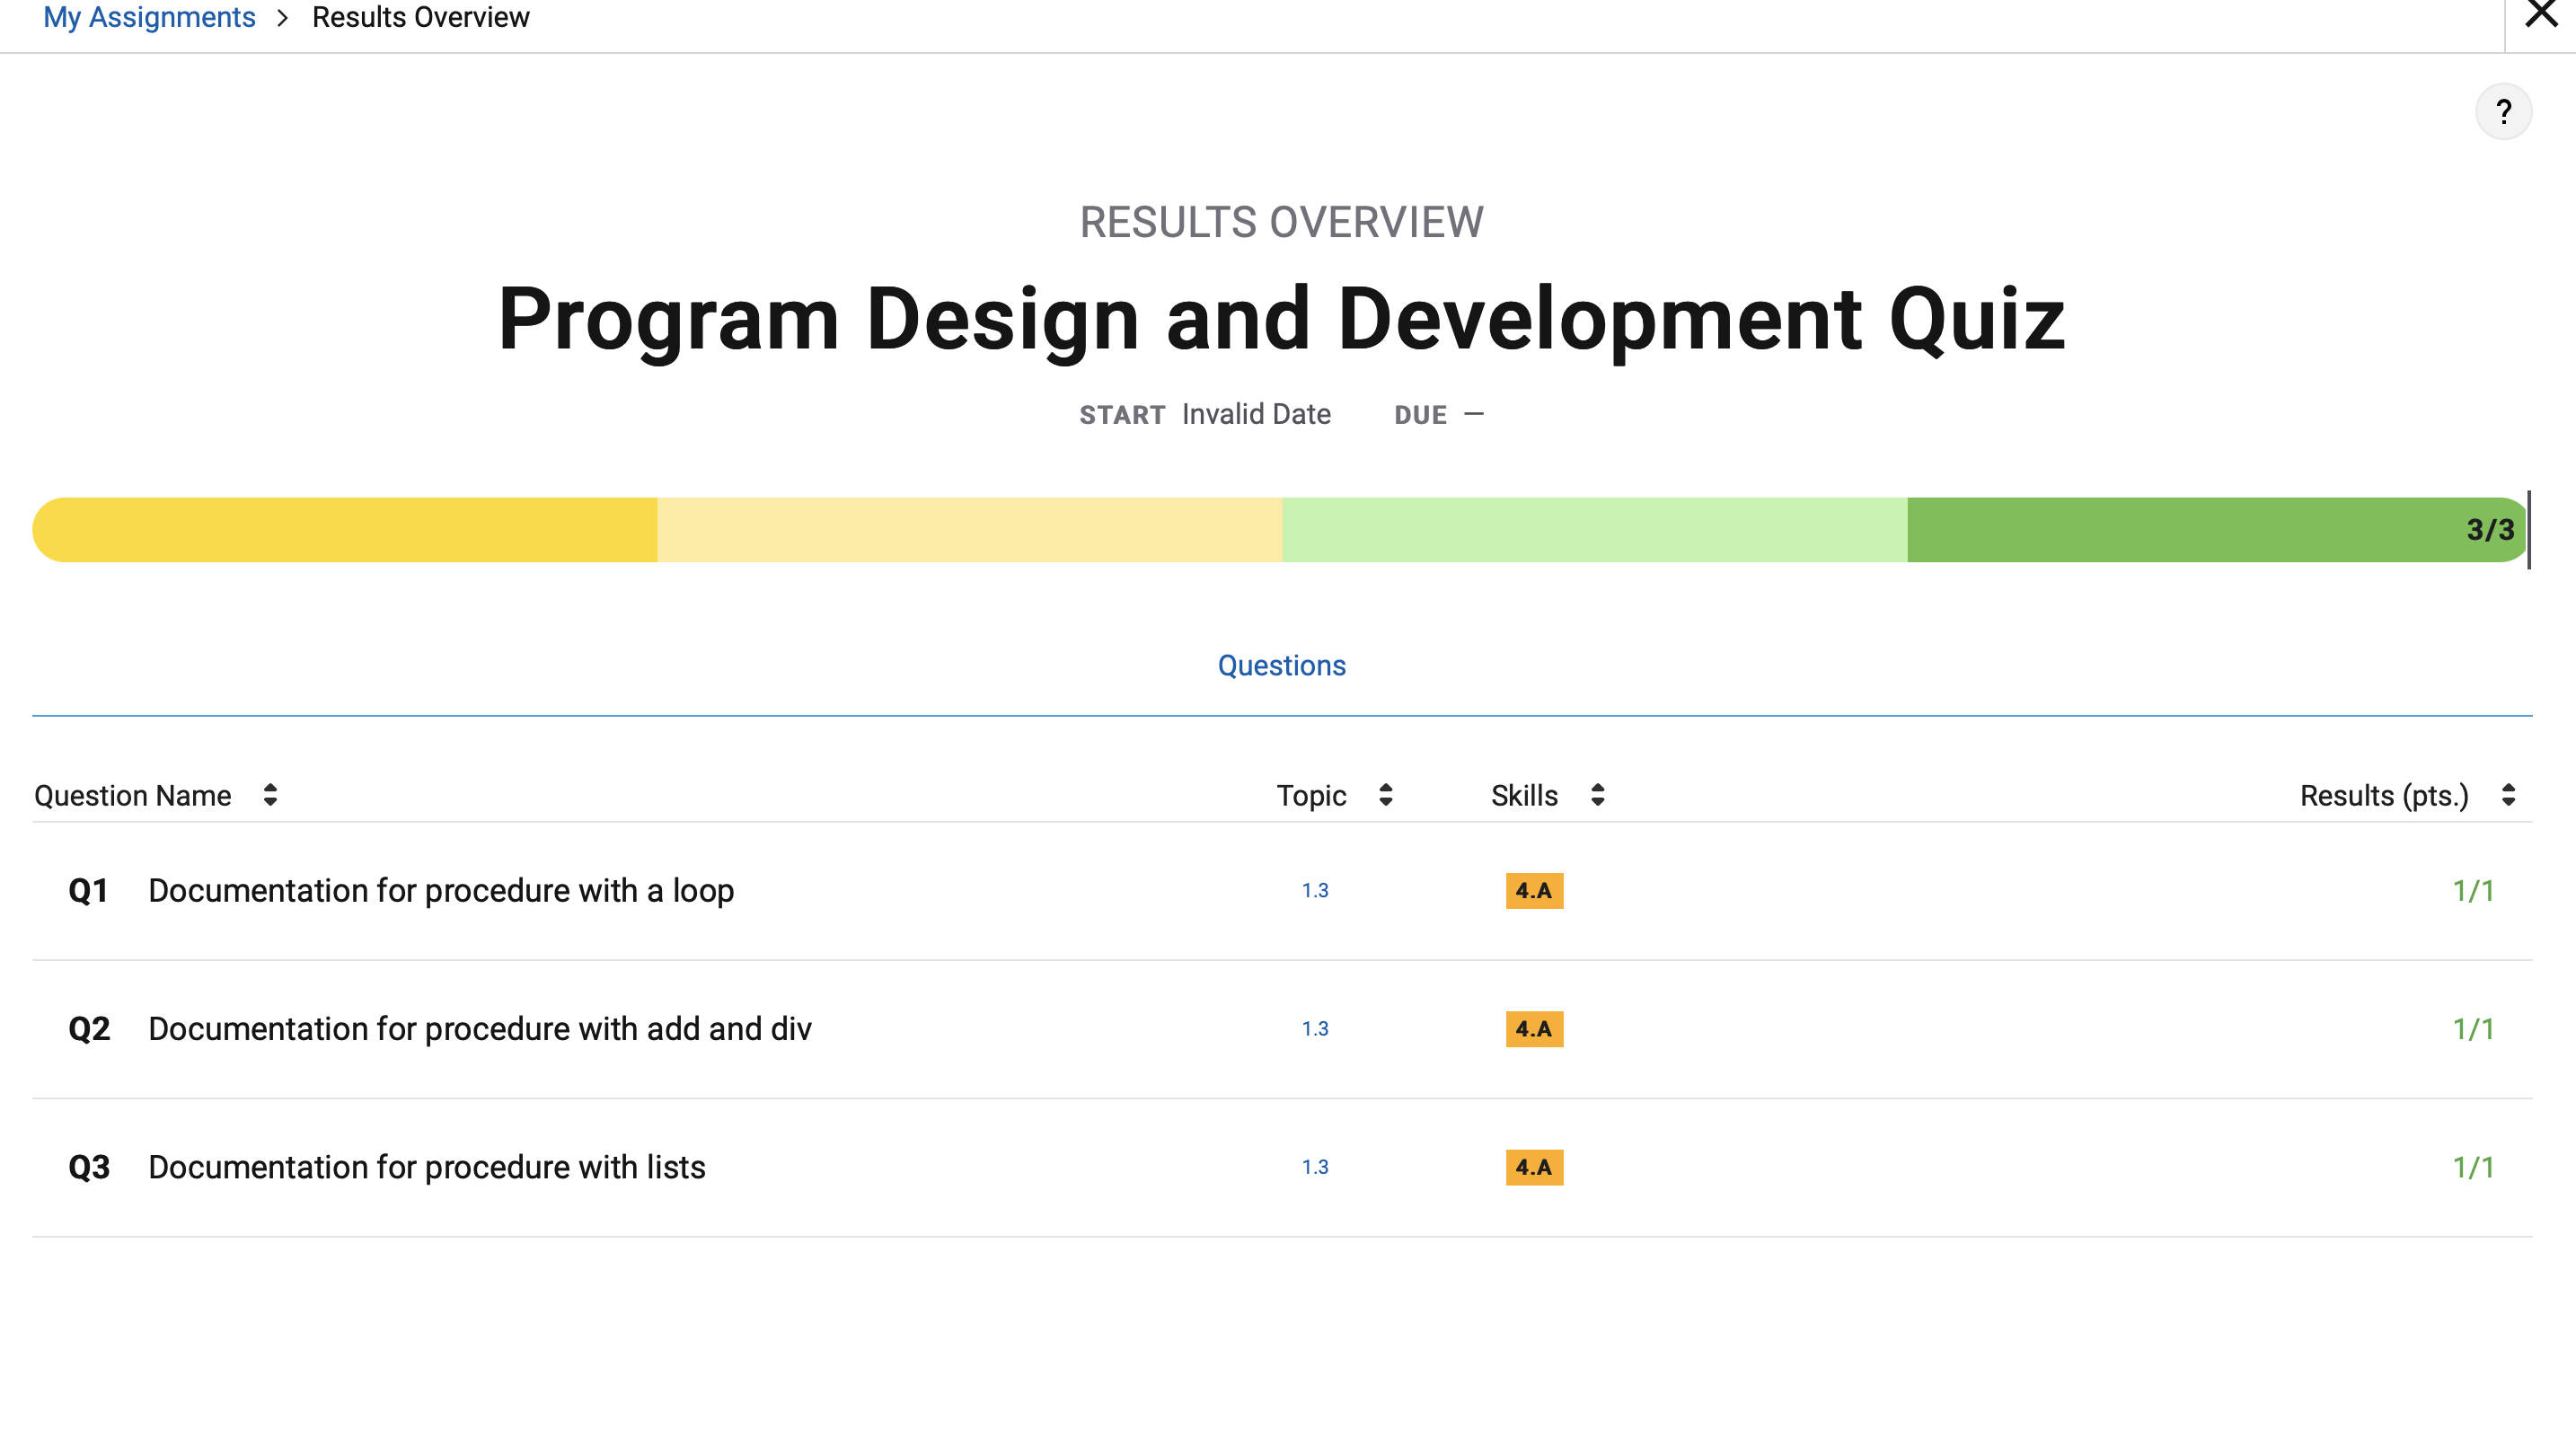 My Assignments > Results Overview
?
RESULTS OVERVIEW
Program Design and Development Quiz
START Invalid Date DUE —
3/3
Questions
Question Name Topic Skills Results (pts.)
Q1 Documentation for procedure with a loop 1.3 4.A 1/1
Q2 Documentation for procedure with add and div 1.3 4.A 1/1
Q3 Documentation for procedure with lists 1.3 4.A 1/1